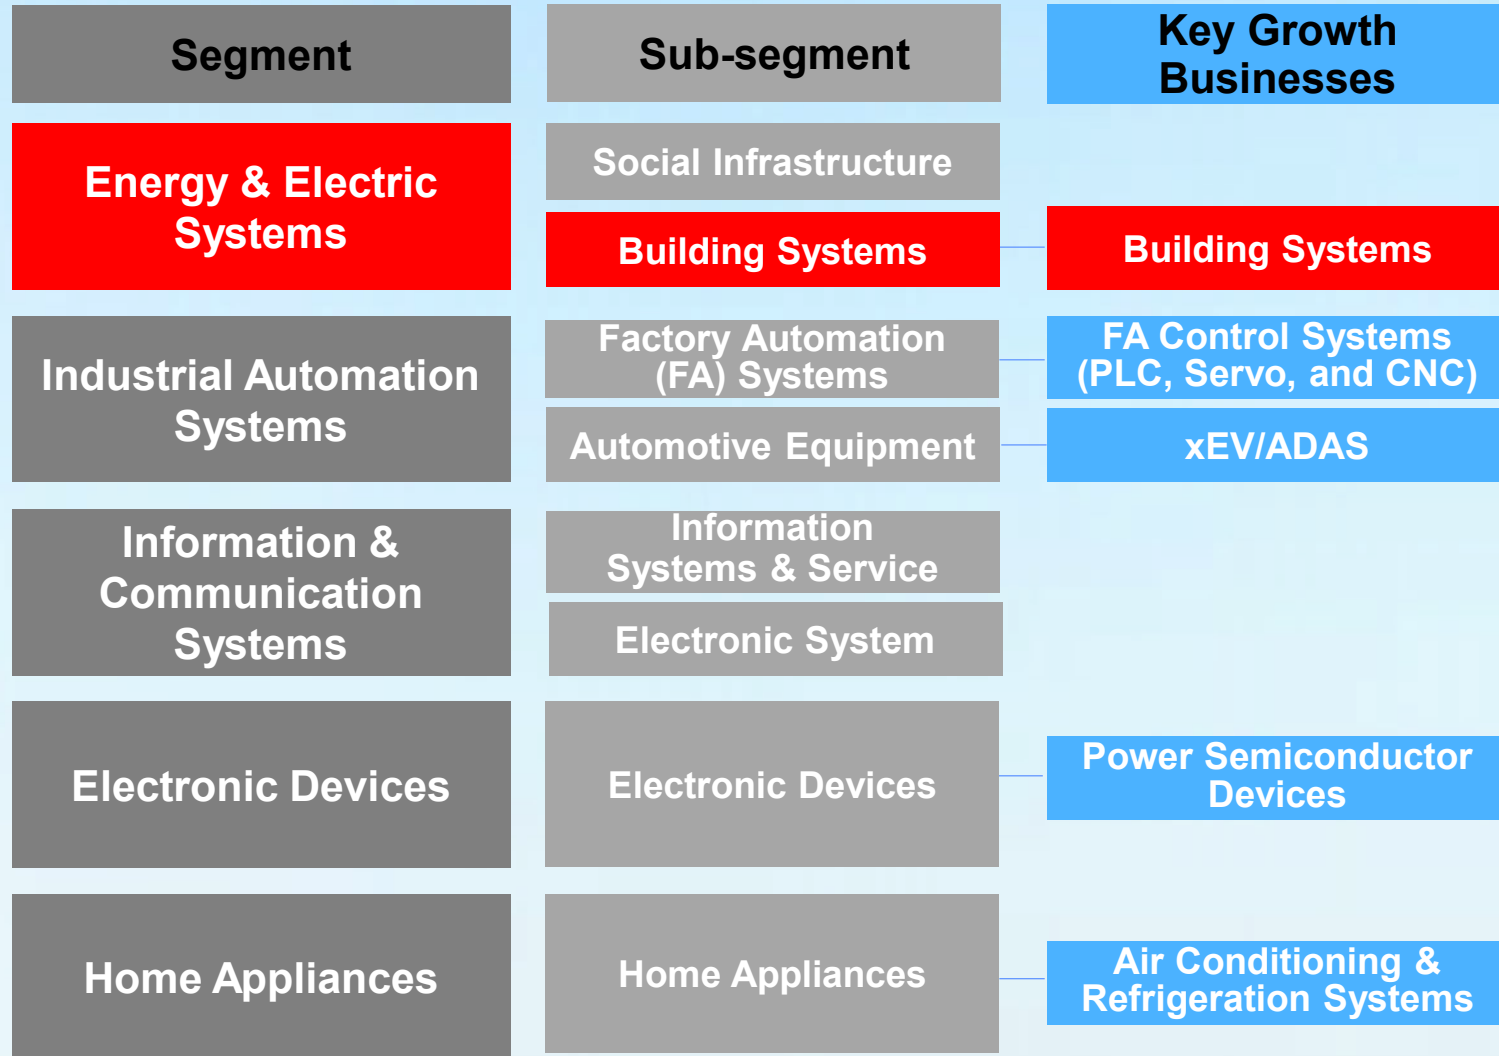 Segment
Sub-segment
Key Growth
Businesses
Energy & Electric
Systems
Social Infrastructure
Building Systems
Building Systems
Industrial Automation
Systems
Factory Automation
(FA) Systems
FA Control Systems
(PLC, Servo, and CNC)
Automotive Equipment
xEV/ADAS
Information &
Communication
Systems
Information
Systems & Service
Electronic System
Electronic Devices
Electronic Devices
Power Semiconductor
Devices
Home Appliances
Home Appliances
Air Conditioning &
Refrigeration Systems